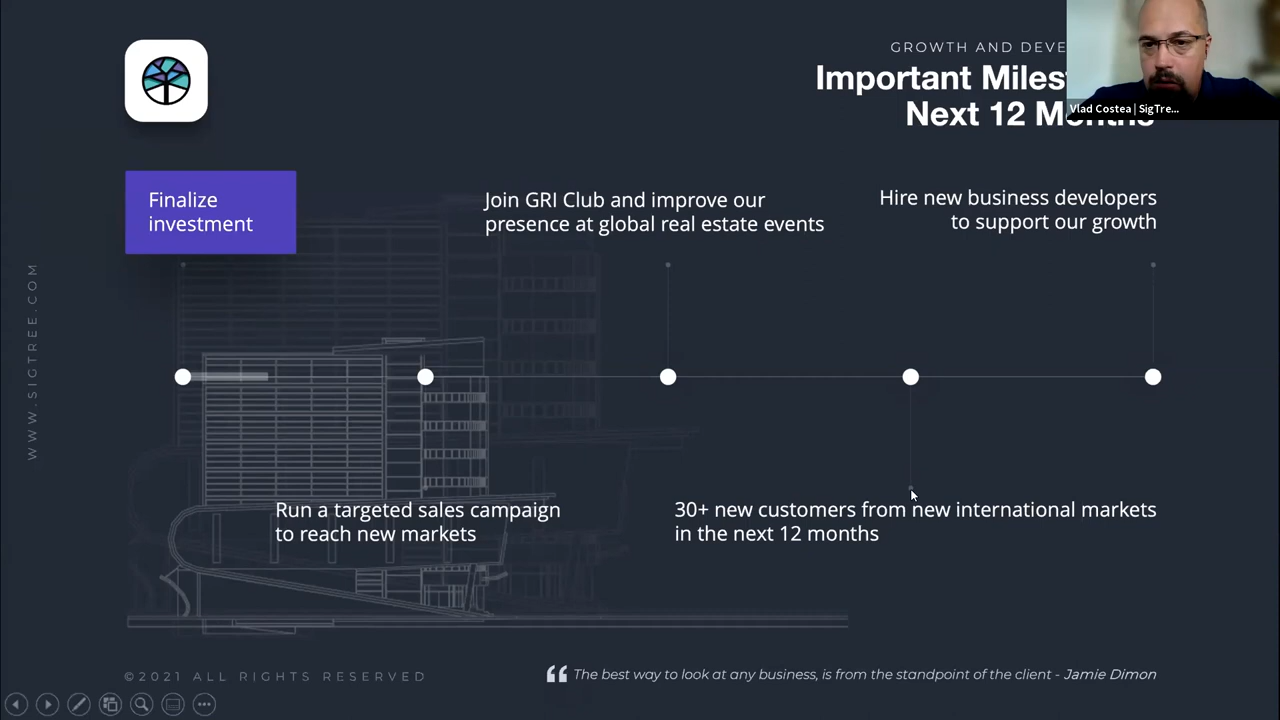 GROWTH AND
Important
Next 12
Vlad Costea | SigTre...
Finalize
investment
Join GRI Club and improve our
presence at global real estate events
Hire new business developers
to support our growth
WWW.SIGTREE.COM
Run a targeted sales campaign
to reach new markets
30+ new customers from new international markets
in the next 12 months
©2021 ALL RIGHTS RESERVED
The best way to look at any business, is from the standpoint of the client - Jamie Dimon